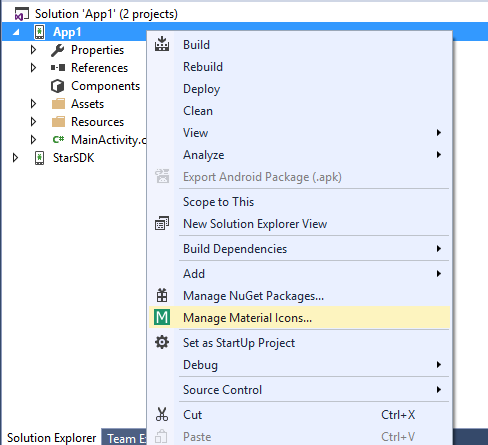 Solution 'App1' (2 projects)
App1
Properties
References
Components
Assets
Resources
C# MainActivity.c
StarSDK
Build
Rebuild
Deploy
Clean
View
Analyze
Export Android Package (.apk)
Scope to This
New Solution Explorer View
Build Dependencies
Add
Manage NuGet Packages...
M Manage Material Icons...
Set as StartUp Project
Debug
Source Control
Cut Ctrl+X
Paste Ctrl+V
Solution Explorer Team E